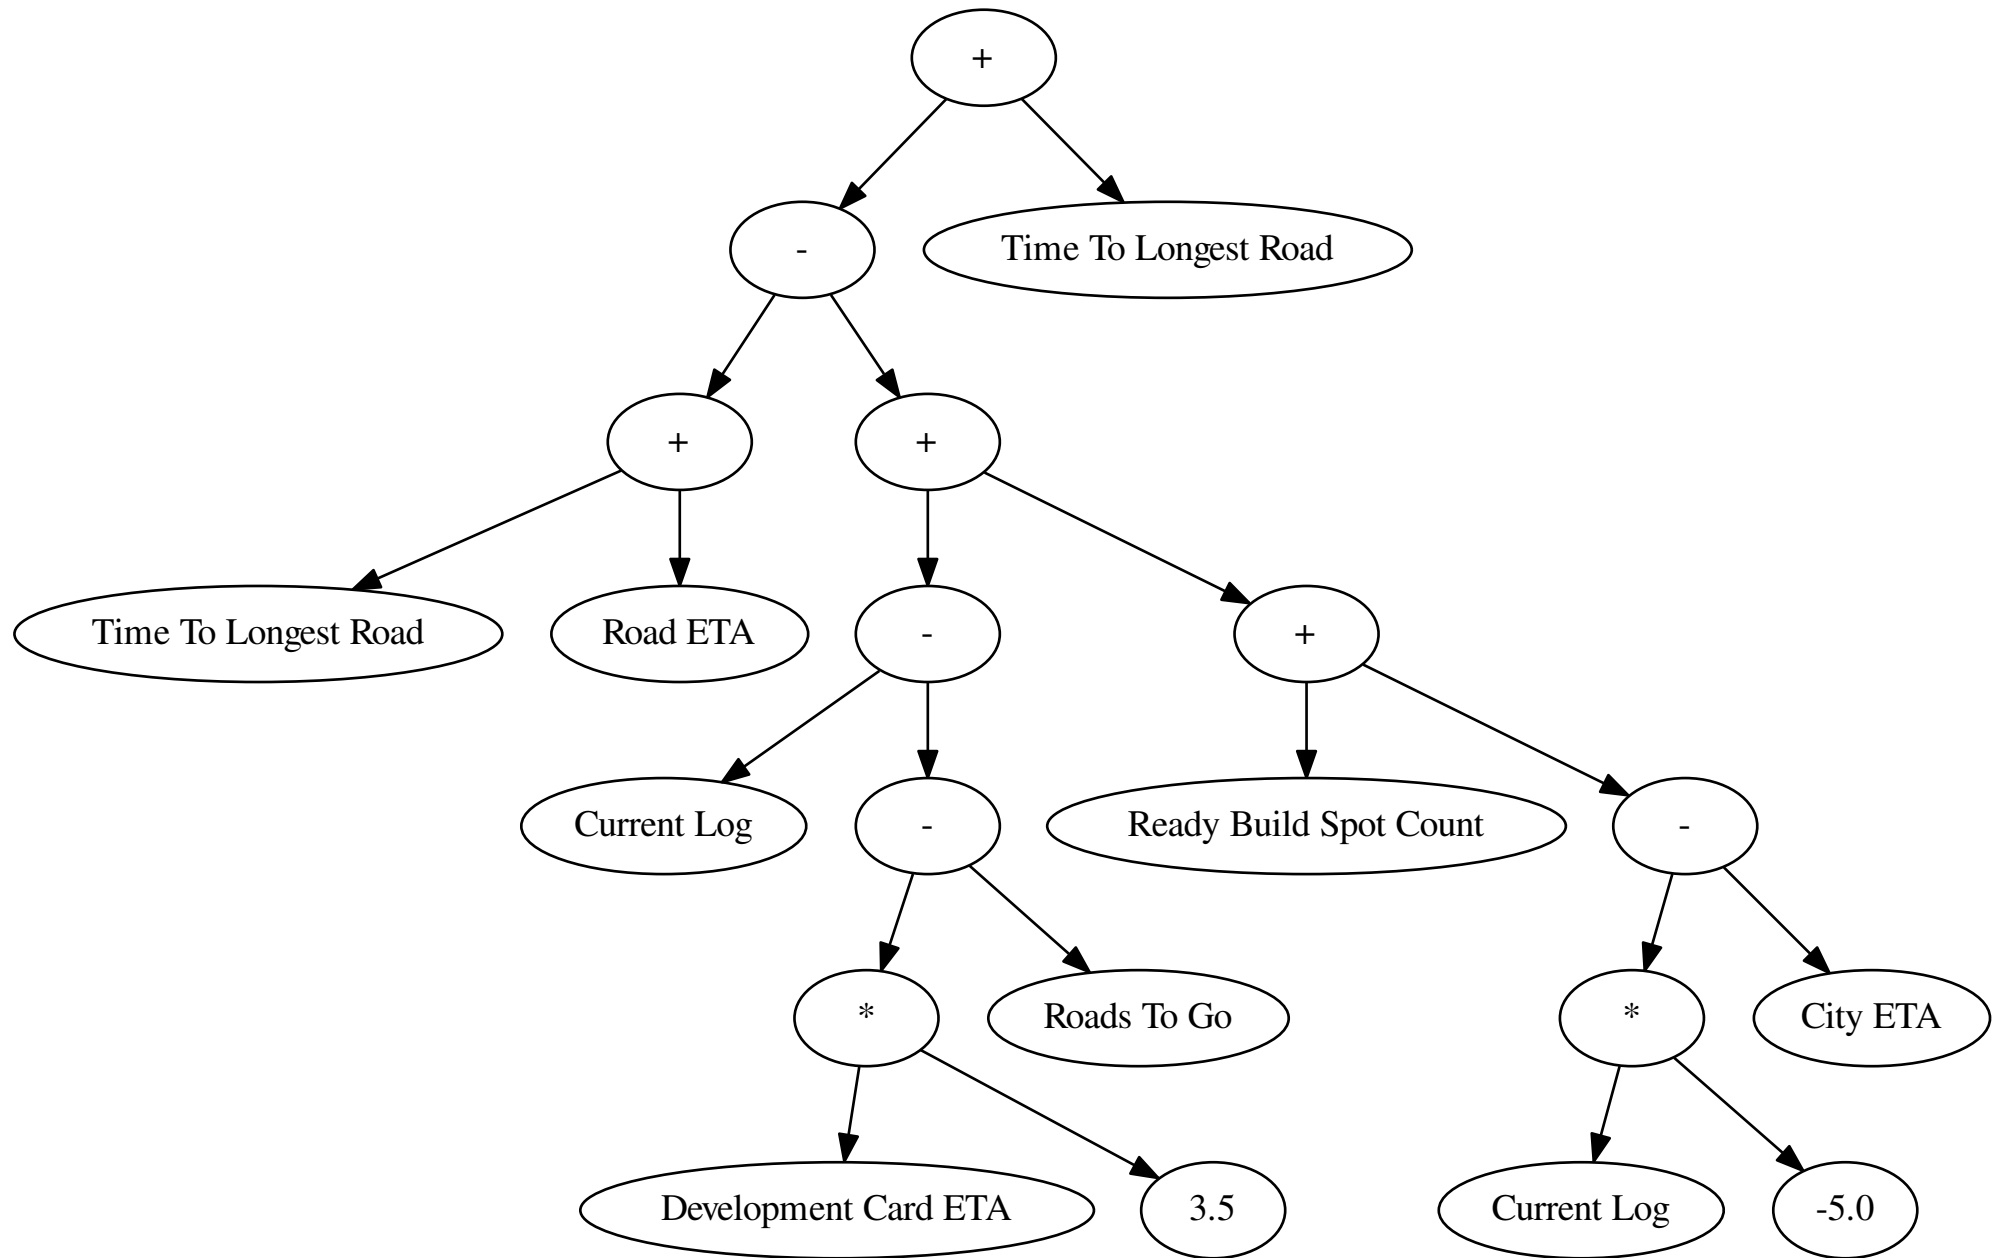 +
-
Time To Longest Road
+
+
Time To Longest Road
Road ETA
-
+
Current Log
-
Ready Build Spot Count
-
*
Roads To Go
*
City ETA
Development Card ETA
3.5
Current Log
-5.0